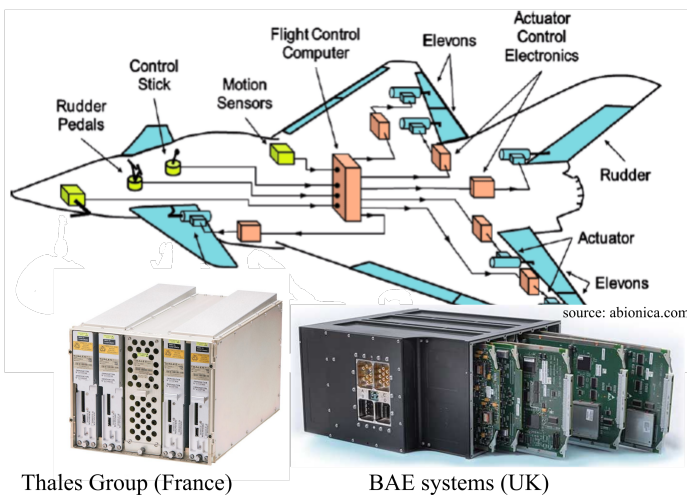 Actuator
Control
Electronics
Flight Control
Computer
Elevons
Control
Stick
Motion
Sensors
Rudder
Pedals
Rudder
Actuator
Elevons
source: abionica.com
Thales Group (France)
BAE systems (UK)